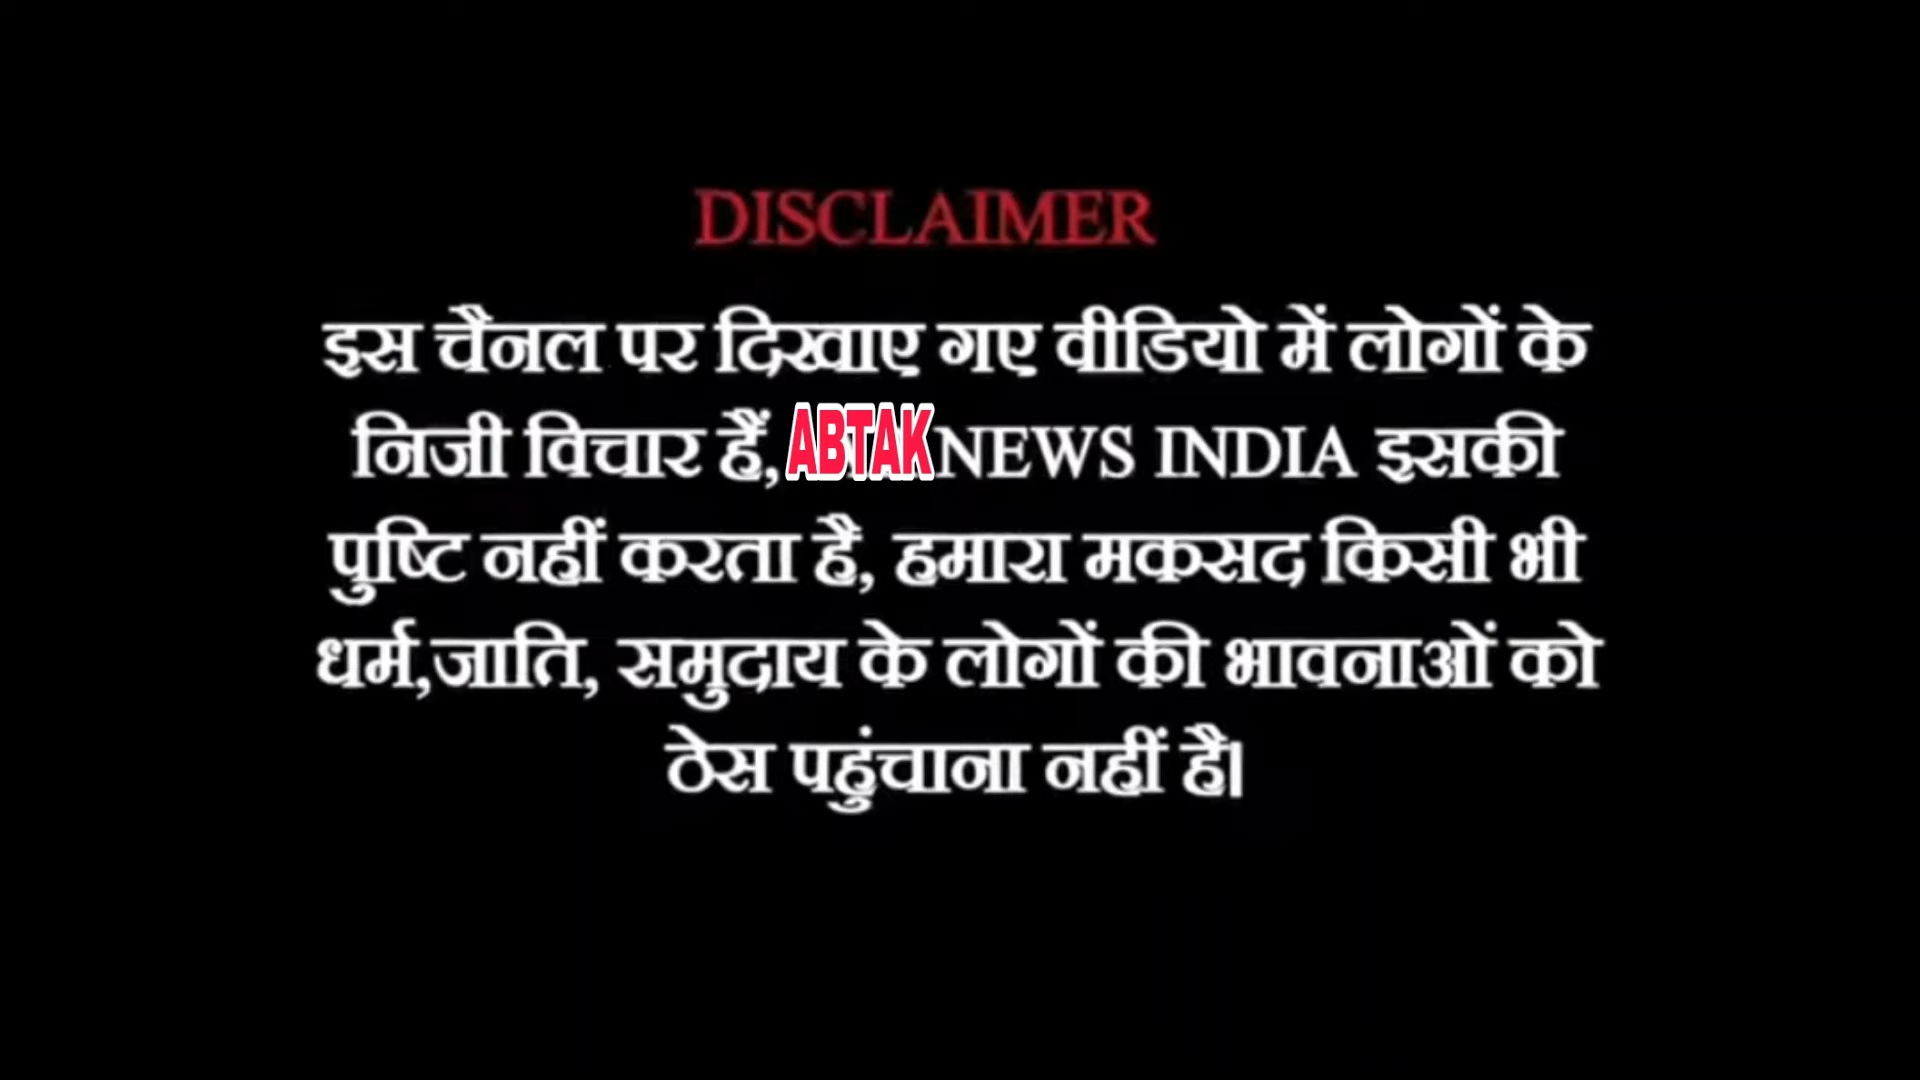 DISCLAIMER
इस चैनल पर दिखाए गए वीडियो में लोगों के
निजी विचार हैं, ABTAK NEWS INDIA इसकी
पुष्टि नहीं करता है, हमारा मकसद किसी भी
धर्म,जाति, समुदाय के लोगों की भावनाओं को
ठेस पहुंचाना नहीं है।